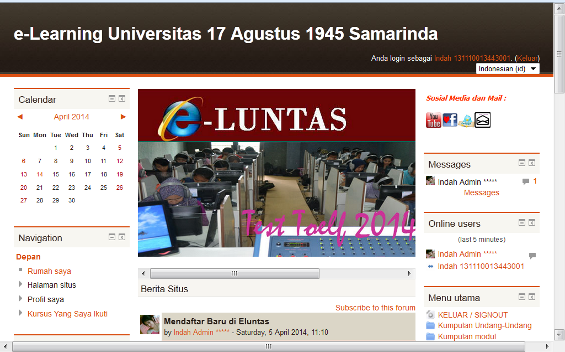 e-Learning Universitas 17 Agustus 1945 Samarinda
Anda login sebagai Indah 131110013443001. (Keluar)
Indonesian (id)
Calendar
April 2014
Sun Mon Tue Wed Thu Fri Sat
1 2 3 4 5
6 7 8 9 10 11 12
13 14 15 16 17 18 19
20 21 22 23 24 25 26
27 28 29 30
Navigation
Depan
Rumah saya
Halaman situs
Profil saya
Kursus Yang Saya Ikuti
e-LUNTAS
Test Toelf, 2014
Berita Situs
Subscribe to this forum
Mendaftar Baru di Eluntas
by Indah Admin ***** - Saturday, 5 April 2014, 11:10
Susial Media dan Mail :
You
Tube
Messages
Indah Admin ***** 1
Messages
Online users
(last 5 minutes)
Indah Admin *****
Indah 131110013443001
Menu utama
KELUAR / SIGNOUT
Kumpulan Undang-Undang
Kumpulan modul